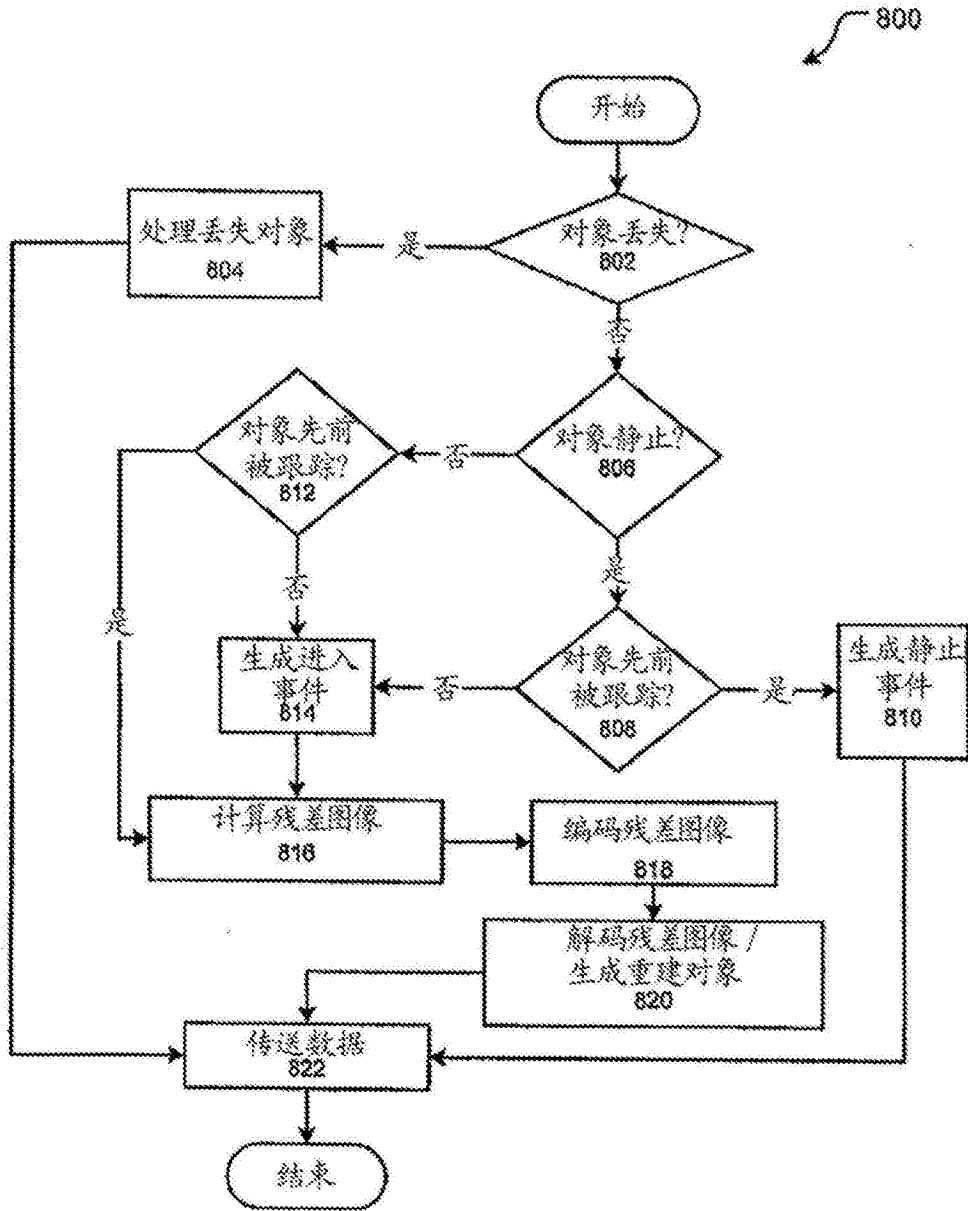 800
开始
对象丢失?
802
是
处理丢失对象
804
否
对象静止?
806
否
对象先前
被跟踪?
812
是
否
是
对象先前
被跟踪?
808
否
生成进入
事件
814
是
生成静止
事件
810
计算残差图像
816
编码残差图像
818
解码残差图像/
生成重建对象
820
传送数据
822
结束